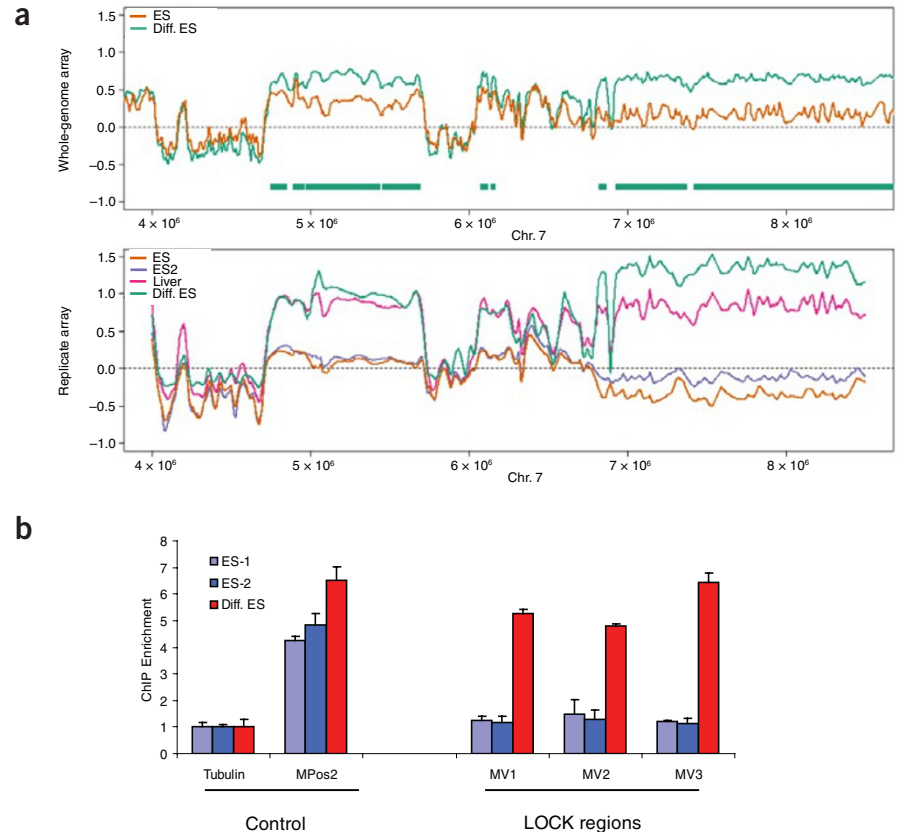 a
ES
Diff. ES
Whole-genome array
1.5
1.0
0.5
0.0
−0.5
−1.0
4 × 10⁶ 5 × 10⁶ 6 × 10⁶ 7 × 10⁶ 8 × 10⁶
Chr. 7
ES
ES2
Liver
Diff. ES
Replicate array
1.5
1.0
0.5
0.0
−0.5
−1.0
4 × 10⁶ 5 × 10⁶ 6 × 10⁶ 7 × 10⁶ 8 × 10⁶
Chr. 7
b
ES-1
ES-2
Diff. ES
ChIP Enrichment
8
7
6
5
4
3
2
1
0
Tubulin MPos2 MV1 MV2 MV3
Control LOCK regions